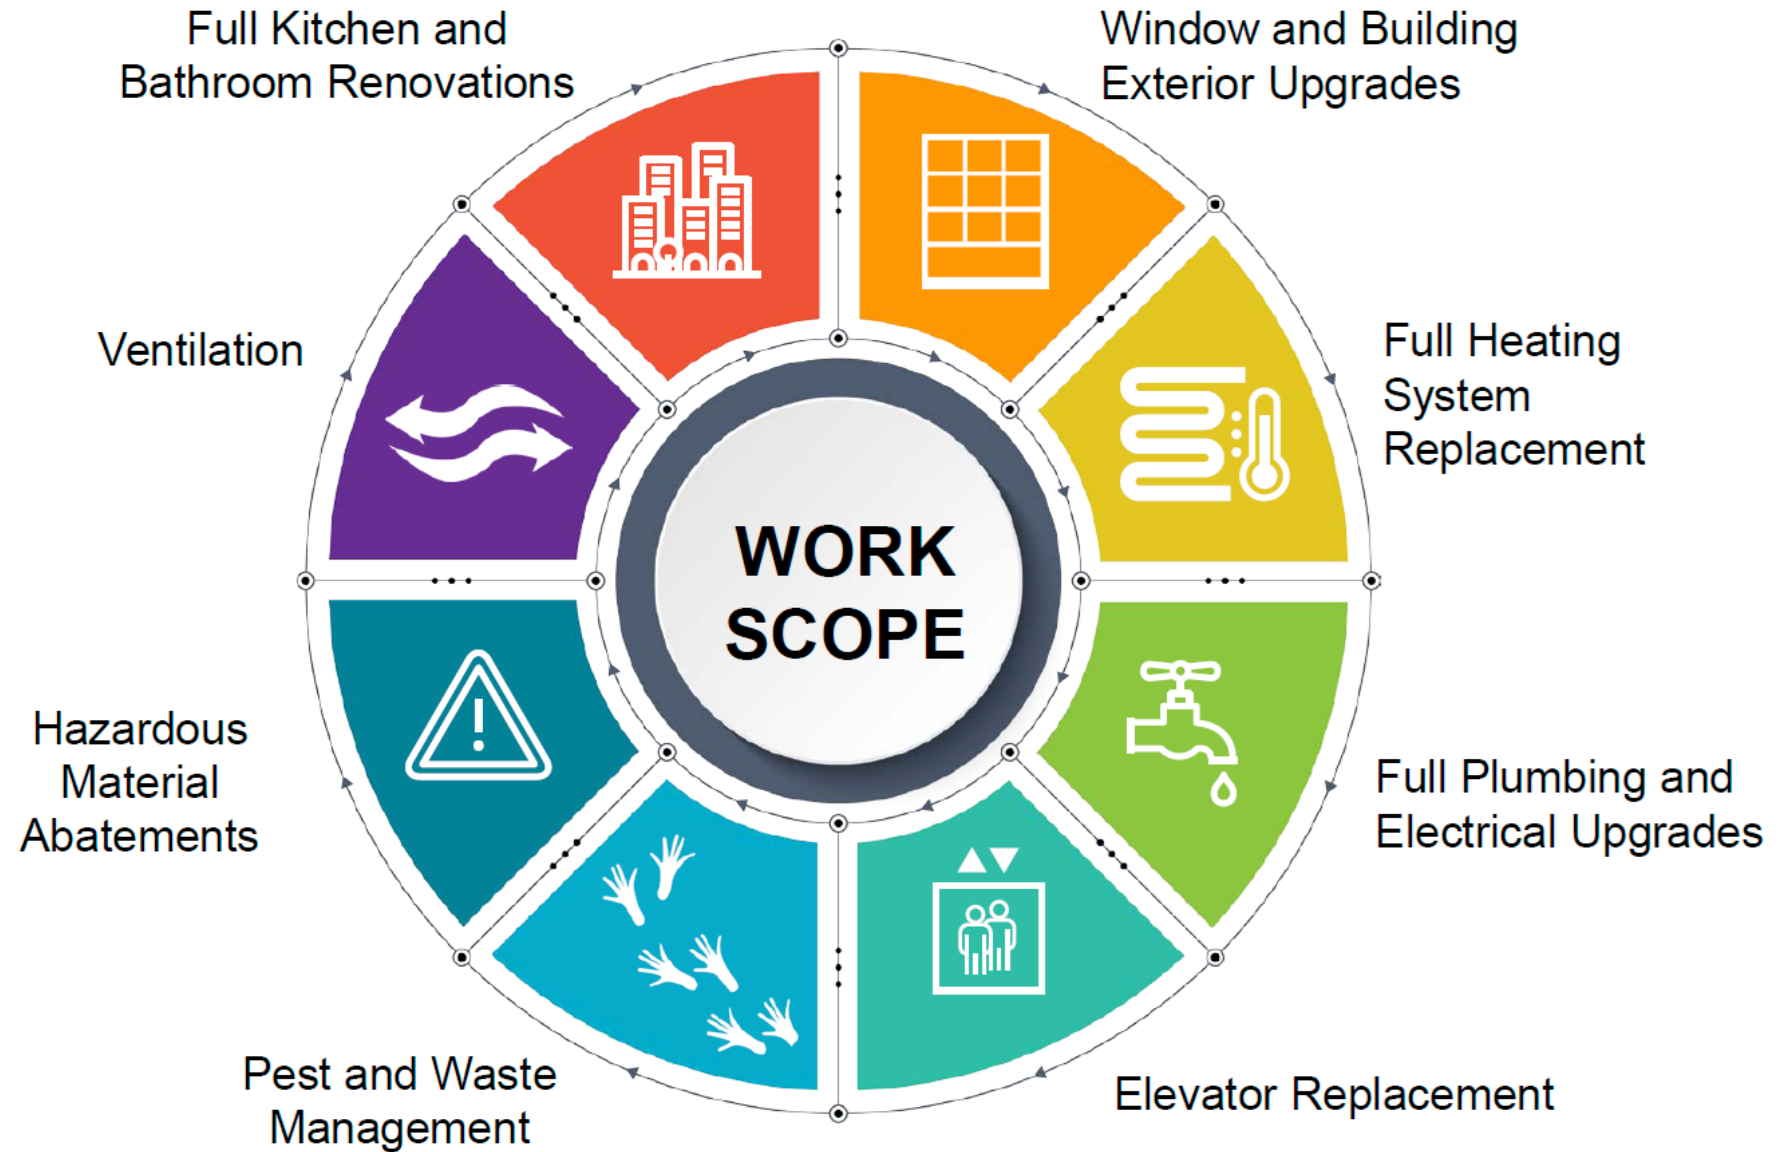 Full Kitchen and
Bathroom Renovations
Window and Building
Exterior Upgrades
Full Heating
System
Replacement
Full Plumbing and
Electrical Upgrades
Elevator Replacement
Pest and Waste
Management
Hazardous
Material
Abatements
Ventilation
WORK
SCOPE